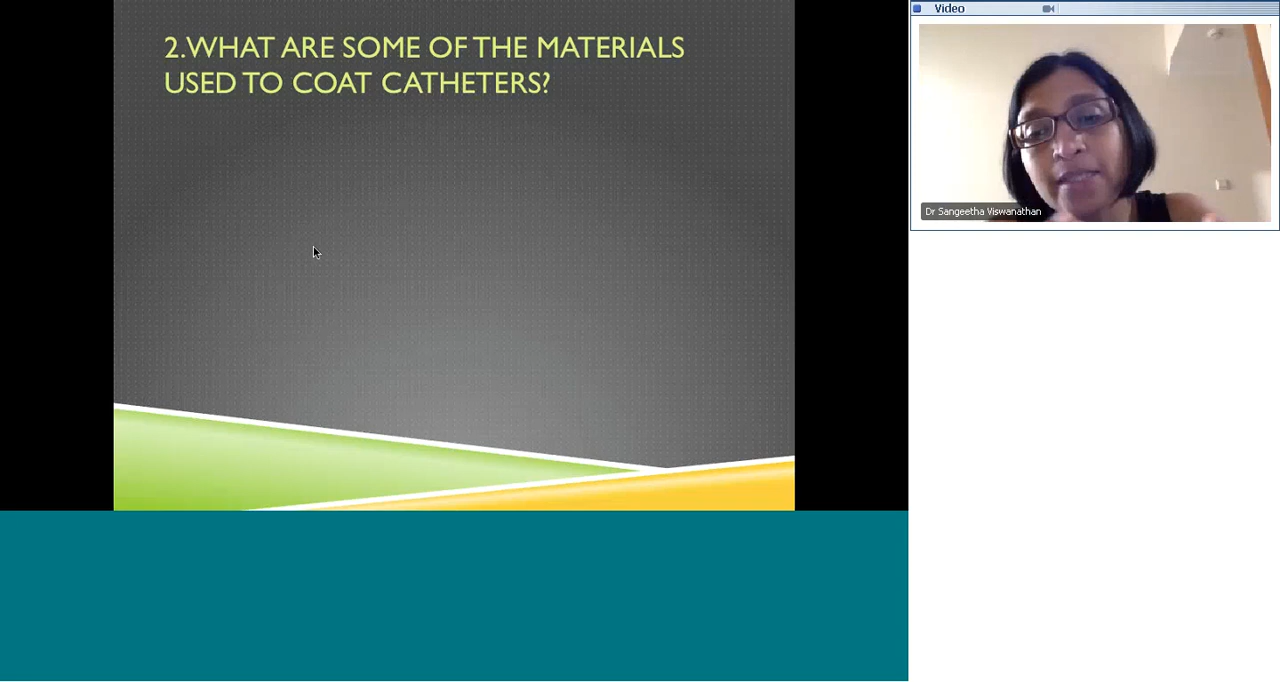 2.WHAT ARE SOME OF THE MATERIALS
USED TO COAT CATHETERS?
Video
Dr Sangeetha Viswanathan